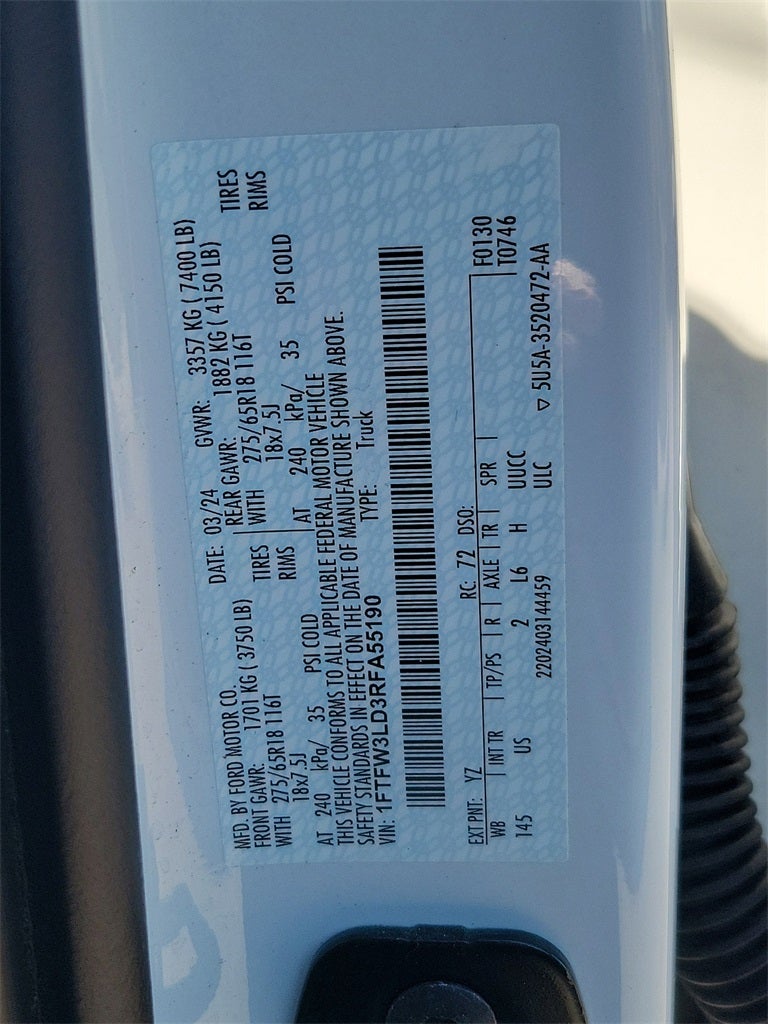 MFD. BY FORD MOTOR CO.
DATE: 03/24 GVWR: 3357 KG ( 7400 LB)
FRONT GAWR: 1701 KG ( 3750 LB) REAR GAWR: 1882 KG ( 4150 LB)
WITH 275/65R18 116T TIRES WITH 275/65R18 116T TIRES
18x7.5J RIMS 18x7.5J RIMS
AT 240 kPa/ 35 PSI COLD AT 240 kPa/ 35 PSI COLD
THIS VEHICLE CONFORMS TO ALL APPLICABLE FEDERAL MOTOR VEHICLE
SAFETY STANDARDS IN EFFECT ON THE DATE OF MANUFACTURE SHOWN ABOVE.
VIN: 1FTFW3LD3RFA55190 TYPE: Truck
EXT PNT: YZ RC: 72 DSO: F0130
WB INT TR TP/PS R AXLE TR SPR T0746
145 US 2 L6 H UUCC
2202403144459 ULC ▽ 5U5A-3520472-AA